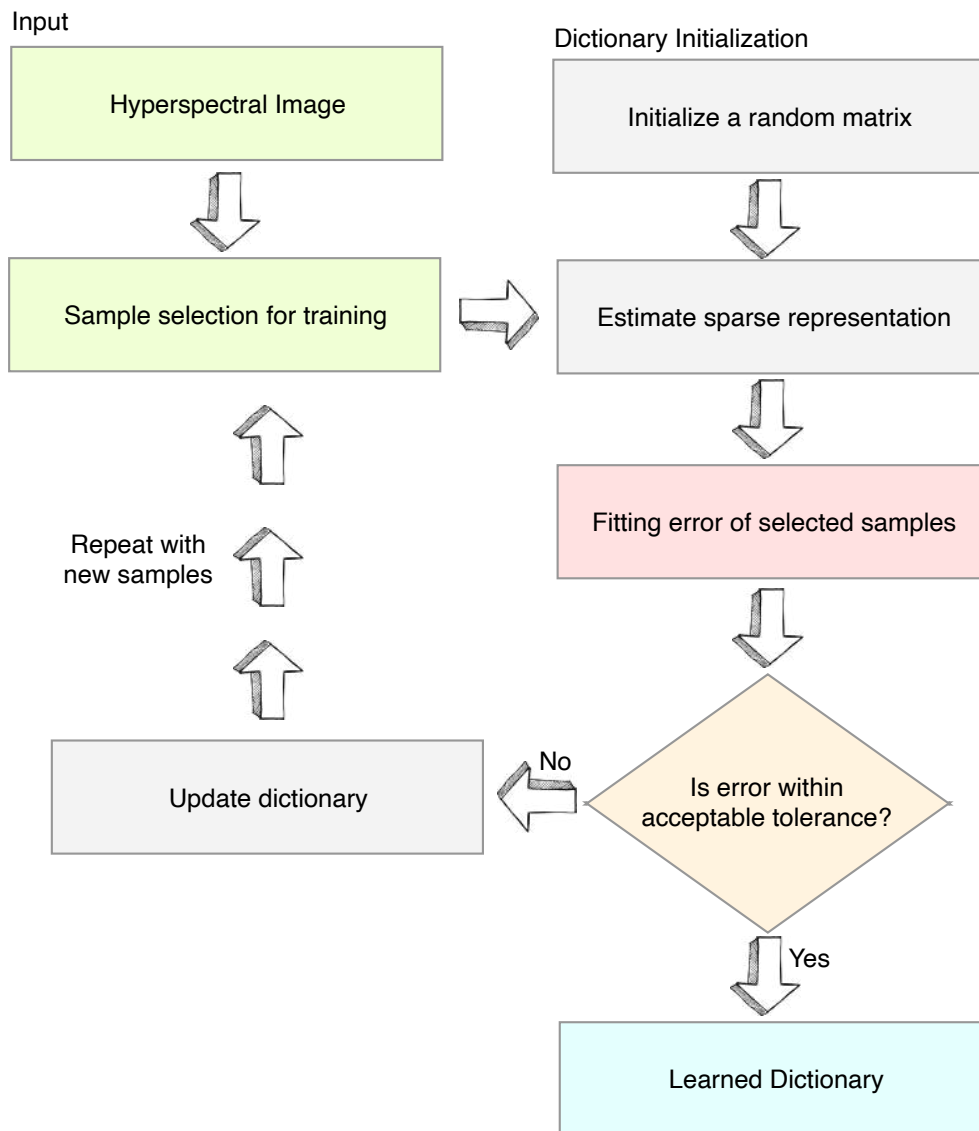 Input
Hyperspectral Image
Dictionary Initialization
Initialize a random matrix
Sample selection for training
Estimate sparse representation
Fitting error of selected samples
Repeat with
new samples
Is error within
acceptable tolerance?
No
Update dictionary
Yes
Learned Dictionary